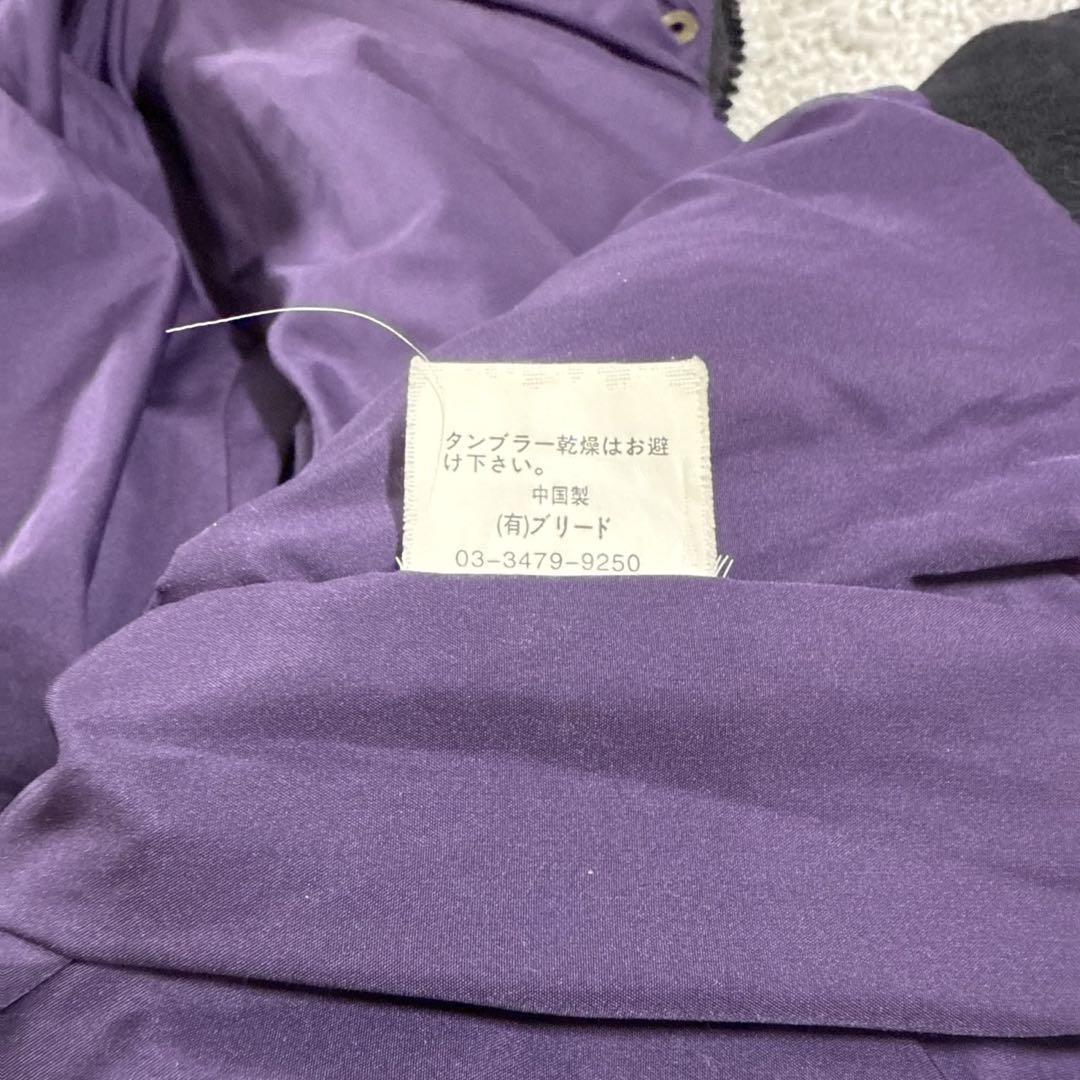 タンブラー乾燥はお避
け下さい。
中国製
(有)ブリード
03-3479-9250